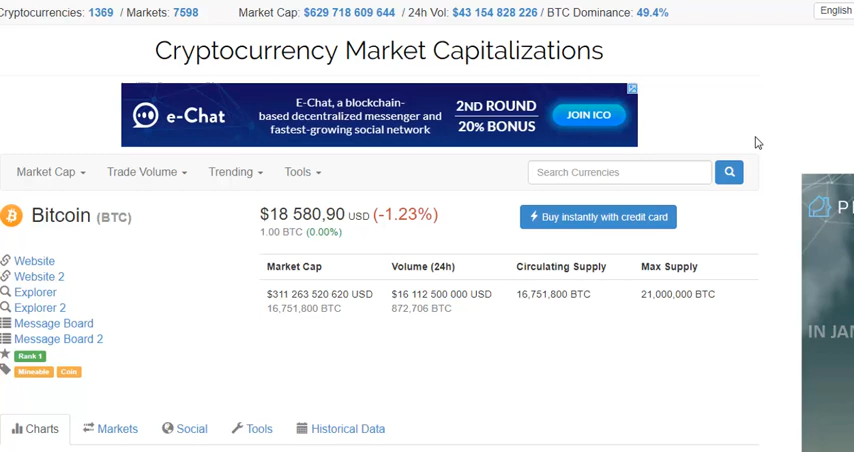 Cryptocurrencies: 1369 / Markets: 7598 Market Cap: $629 718 609 644 / 24h Vol: $43 154 828 226 / BTC Dominance: 49.4% English
Cryptocurrency Market Capitalizations
e-Chat
E-Chat, a blockchain-
based decentralized messenger and
fastest-growing social network
2ND ROUND
20% BONUS
JOIN ICO
Market Cap Trade Volume Trending Tools Search Currencies
Bitcoin (BTC) $18 580,90 USD (-1.23%) Buy instantly with credit card
1.00 BTC (0.00%)
Website
Website 2
Explorer
Explorer 2
Message Board
Message Board 2
Rank 1
Mineable Coin
Market Cap Volume (24h) Circulating Supply Max Supply
$311 263 520 620 USD $16 112 500 000 USD 16,751,800 BTC 21,000,000 BTC
16,751,800 BTC 872,706 BTC
IN JAN
Charts Markets Social Tools Historical Data